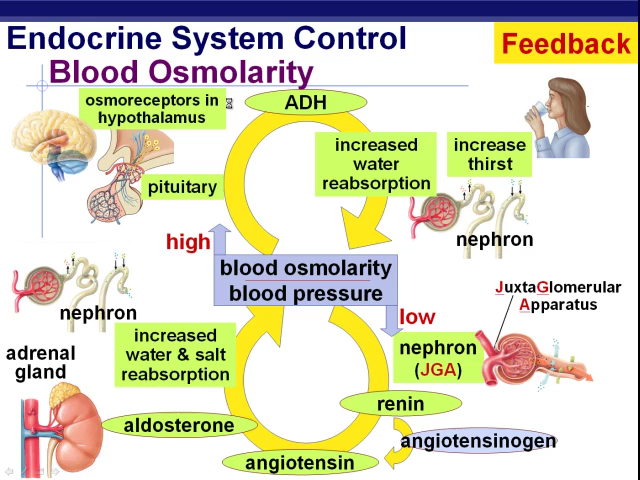 Endocrine System Control
Feedback
Blood Osmolarity
osmoreceptors in
hypothalamus
ADH
increased
water
reabsorption
increase
thirst
pituitary
nephron
high
blood osmolarity
blood pressure
JuxtaGlomerular
Apparatus
nephron
low
increased
water & salt
reabsorption
nephron
(JGA)
adrenal
gland
renin
aldosterone
angiotensinogen
angiotensin